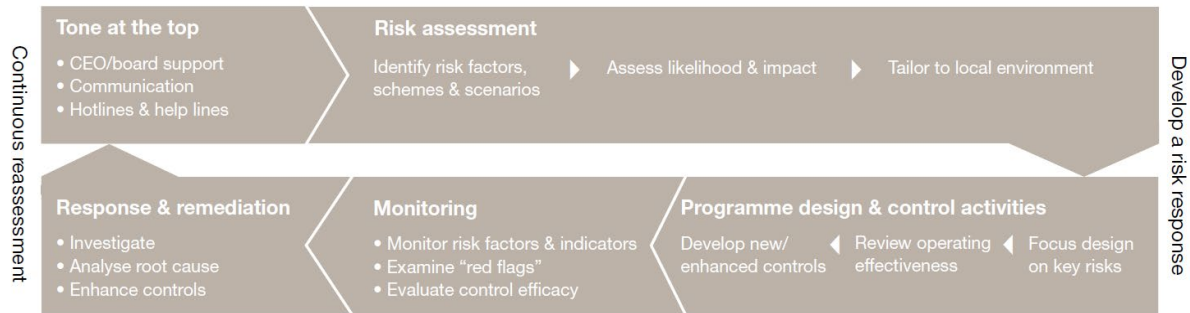 Continuous reassessment
Tone at the top
• CEO/board support
• Communication
• Hotlines & help lines
Risk assessment
Identify risk factors,
schemes & scenarios
Assess likelihood & impact
Tailor to local environment
Develop a risk response
Response & remediation
• Investigate
• Analyse root cause
• Enhance controls
Monitoring
• Monitor risk factors & indicators
• Examine “red flags”
• Evaluate control efficacy
Programme design & control activities
Develop new/
enhanced controls
Review operating
effectiveness
Focus design
on key risks